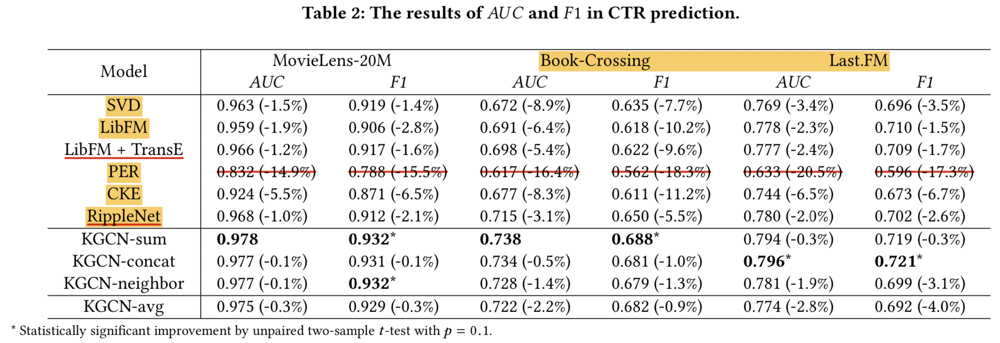 Table 2: The results of AUC and F1 in CTR prediction.
Model MovieLens-20M Book-Crossing Last.FM
AUC F1 AUC F1 AUC F1
SVD 0.963 (-1.5%) 0.919 (-1.4%) 0.672 (-8.9%) 0.635 (-7.7%) 0.769 (-3.4%) 0.696 (-3.5%)
LibFM 0.959 (-1.9%) 0.906 (-2.8%) 0.691 (-6.4%) 0.618 (-10.2%) 0.778 (-2.3%) 0.710 (-1.5%)
LibFM + TransE 0.966 (-1.2%) 0.917 (-1.6%) 0.698 (-5.4%) 0.622 (-9.6%) 0.777 (-2.4%) 0.709 (-1.7%)
PER 0.832 (-14.9%) 0.788 (-15.5%) 0.617 (-16.4%) 0.562 (-18.3%) 0.633 (-20.5%) 0.596 (-17.3%)
CKE 0.924 (-5.5%) 0.871 (-6.5%) 0.677 (-8.3%) 0.611 (-11.2%) 0.744 (-6.5%) 0.673 (-6.7%)
RippleNet 0.968 (-1.0%) 0.912 (-2.1%) 0.715 (-3.1%) 0.650 (-5.5%) 0.780 (-2.0%) 0.702 (-2.6%)
KGCN-sum 0.978 0.932* 0.738 0.688* 0.794 (-0.3%) 0.719 (-0.3%)
KGCN-concat 0.977 (-0.1%) 0.931 (-0.1%) 0.734 (-0.5%) 0.681 (-1.0%) 0.796* 0.721*
KGCN-neighbor 0.977 (-0.1%) 0.932* 0.728 (-1.4%) 0.679 (-1.3%) 0.781 (-1.9%) 0.699 (-3.1%)
KGCN-avg 0.975 (-0.3%) 0.929 (-0.3%) 0.722 (-2.2%) 0.682 (-0.9%) 0.774 (-2.8%) 0.692 (-4.0%)
* Statistically significant improvement by unpaired two-sample t-test with p = 0.1.